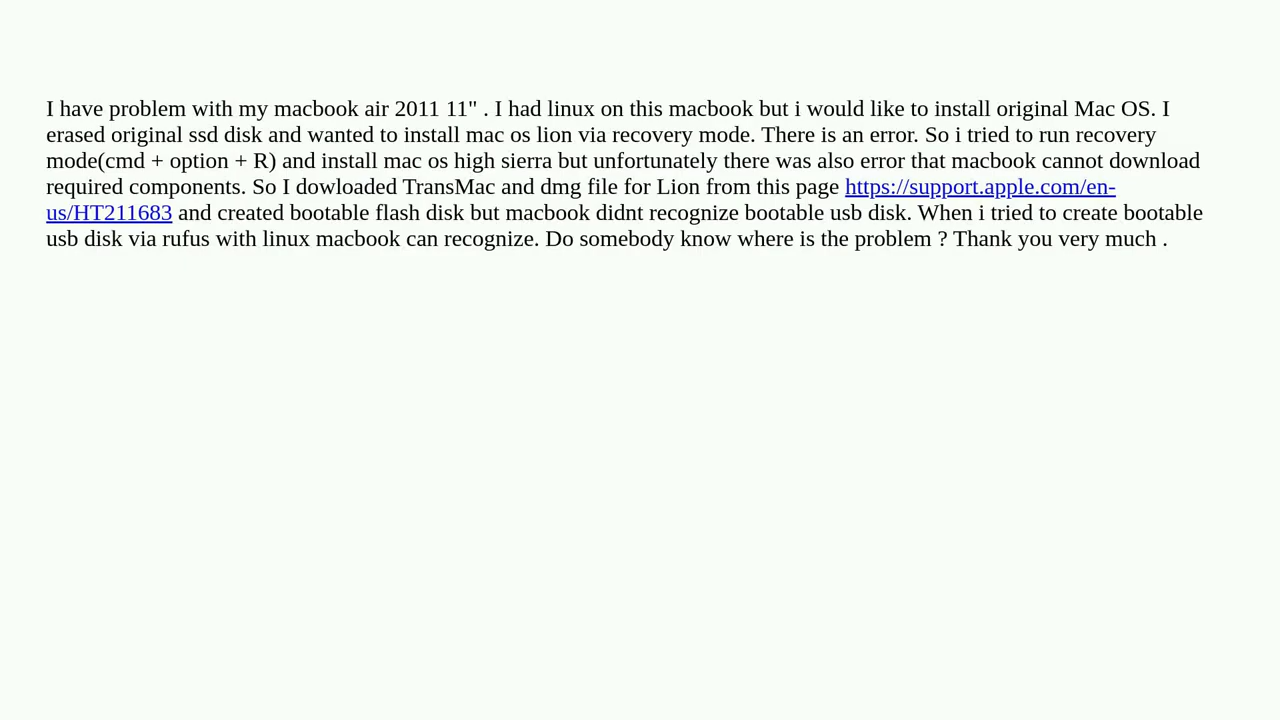 I have problem with my macbook air 2011 11" . I had linux on this macbook but i would like to install original Mac OS. I
erased original ssd disk and wanted to install mac os lion via recovery mode. There is an error. So i tried to run recovery
mode(cmd + option + R) and install mac os high sierra but unfortunately there was also error that macbook cannot download
required components. So I dowloaded TransMac and dmg file for Lion from this page https://support.apple.com/en-
us/HT211683 and created bootable flash disk but macbook didnt recognize bootable usb disk. When i tried to create bootable
usb disk via rufus with linux macbook can recognize. Do somebody know where is the problem ? Thank you very much .